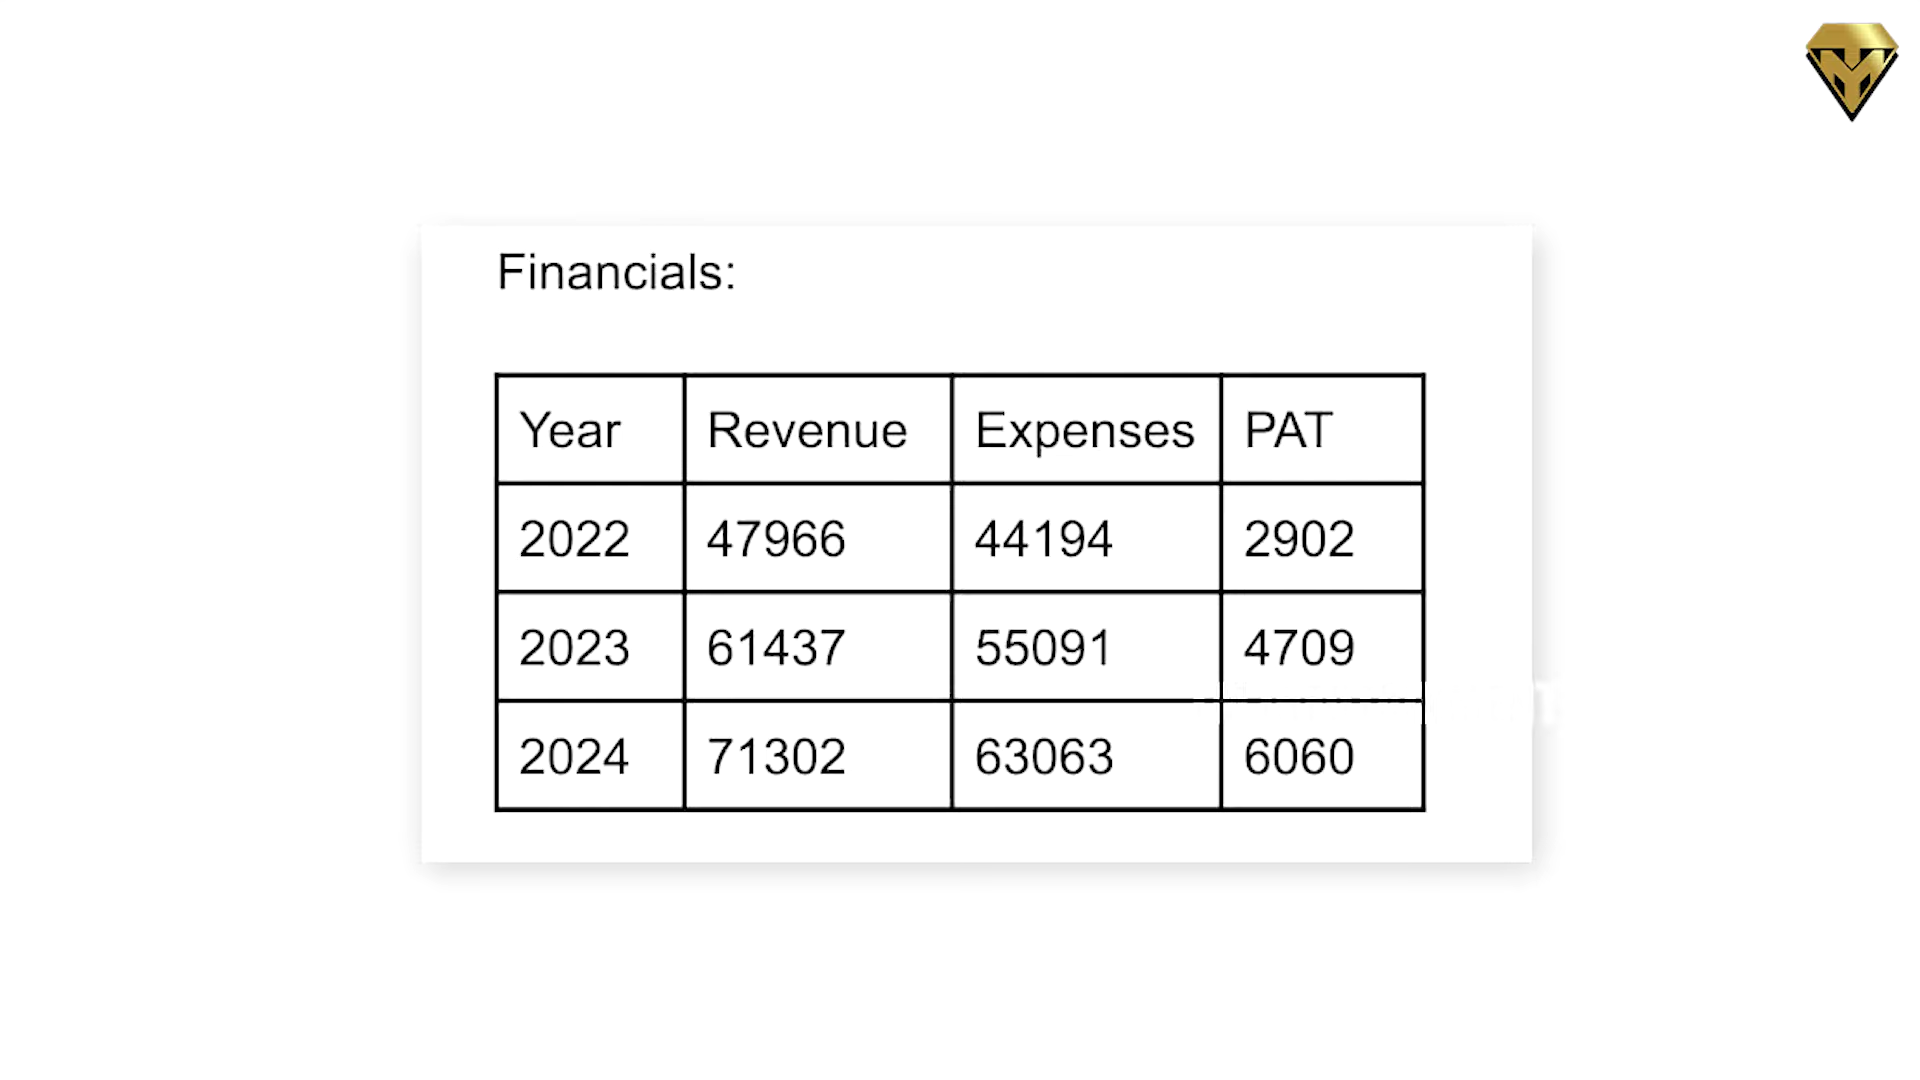 Financials:
Year Revenue Expenses PAT
2022 47966 44194 2902
2023 61437 55091 4709
2024 71302 63063 6060